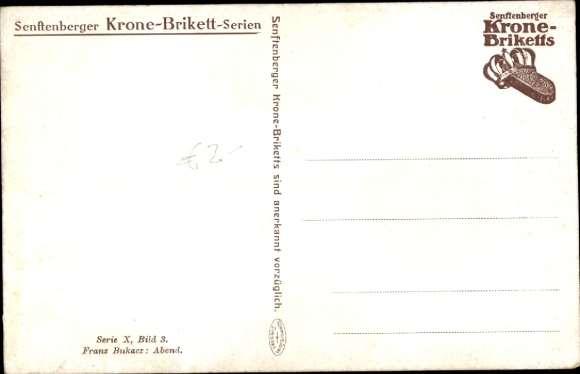 Senftenberger Krone-Brikett-Serien
€ 2-
Serie X, Bild 3.
Franz Bukacz: Abend.
Senftenberger Krone-Briketts sind anerkannt vorzüglich.
Senftenberger
Krone-
Briketts